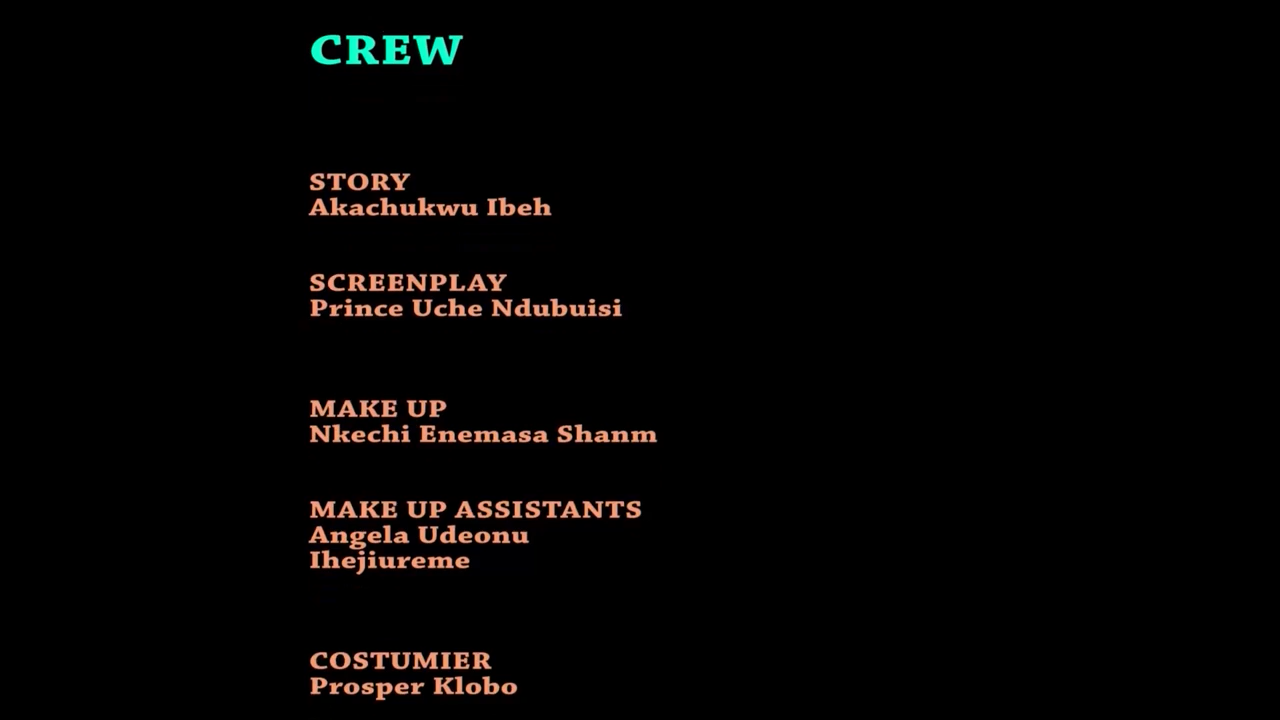 CREW
STORY
Akachukwu Ibeh
SCREENPLAY
Prince Uche Ndubuisi
MAKE UP
Nkechi Enemasa Shanm
MAKE UP ASSISTANTS
Angela Udeonu
Ihejiureme
COSTUMIER
Prosper Klobo